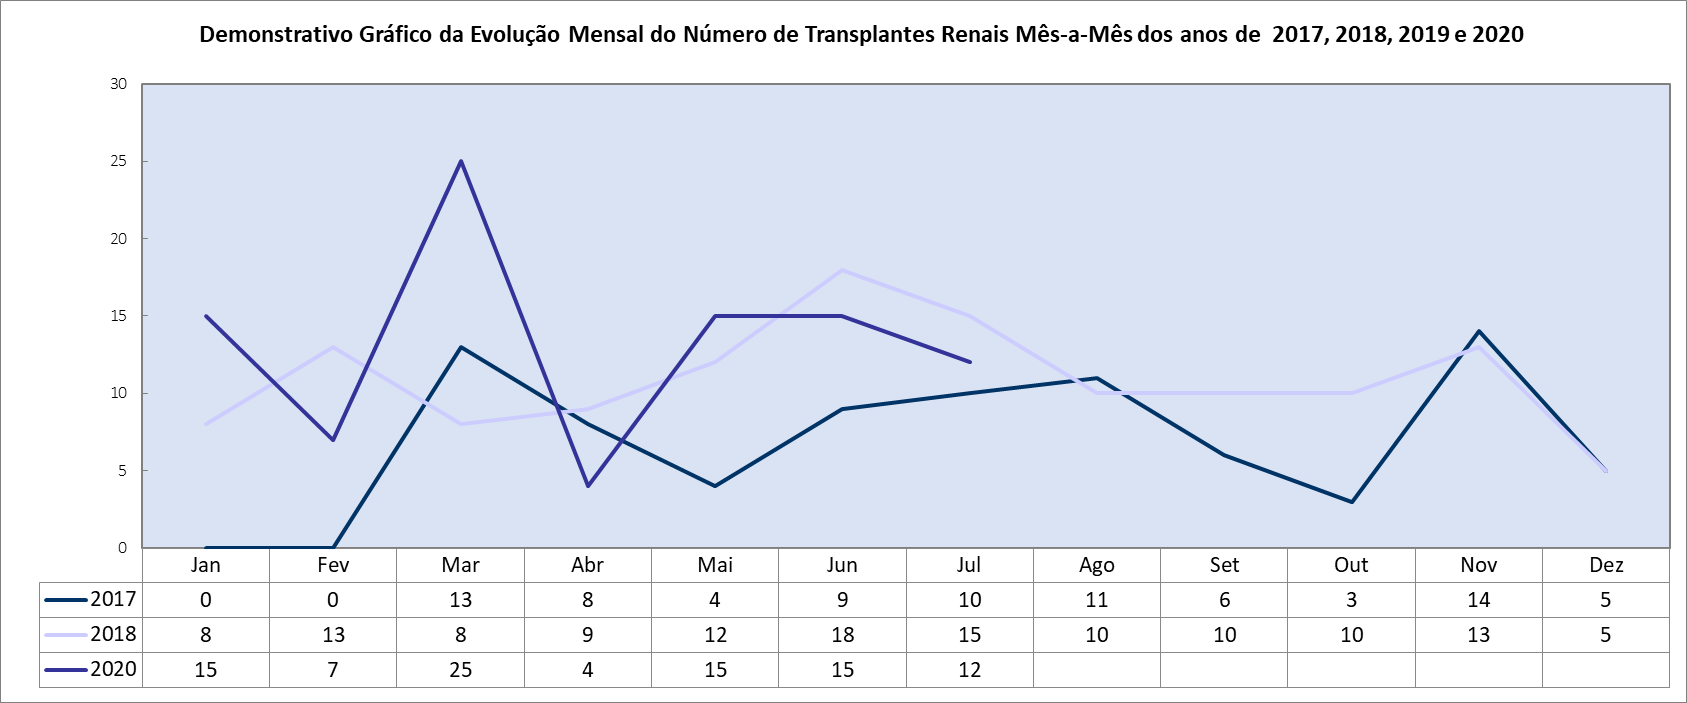 Demonstrativo Gráfico da Evolução Mensal do Número de Transplantes Renais Mês-a-Mês dos anos de 2017, 2018, 2019 e 2020
30
25
20
15
10
5
0
Jan Fev Mar Abr Mai Jun Jul Ago Set Out Nov Dez
2017 0 0 13 8 4 9 10 11 6 3 14 5
2018 8 13 8 9 12 18 15 10 10 10 13 5
2020 15 7 25 4 15 15 12